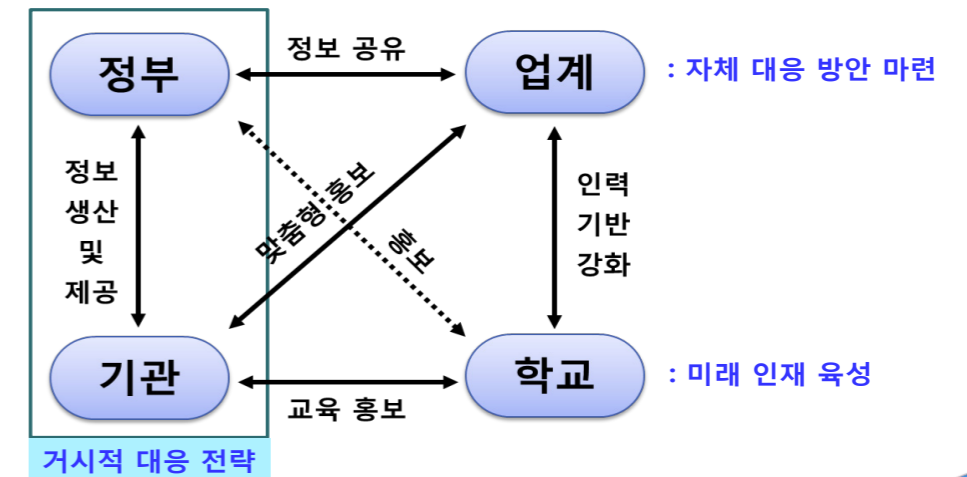 정부
정보 공유
업계
: 자체 대응 방안 마련
정보
생산
및
제공
맞춤형 홍보
홍보
인력
기반
강화
기관
교육 홍보
학교
: 미래 인재 육성
거시적 대응 전략